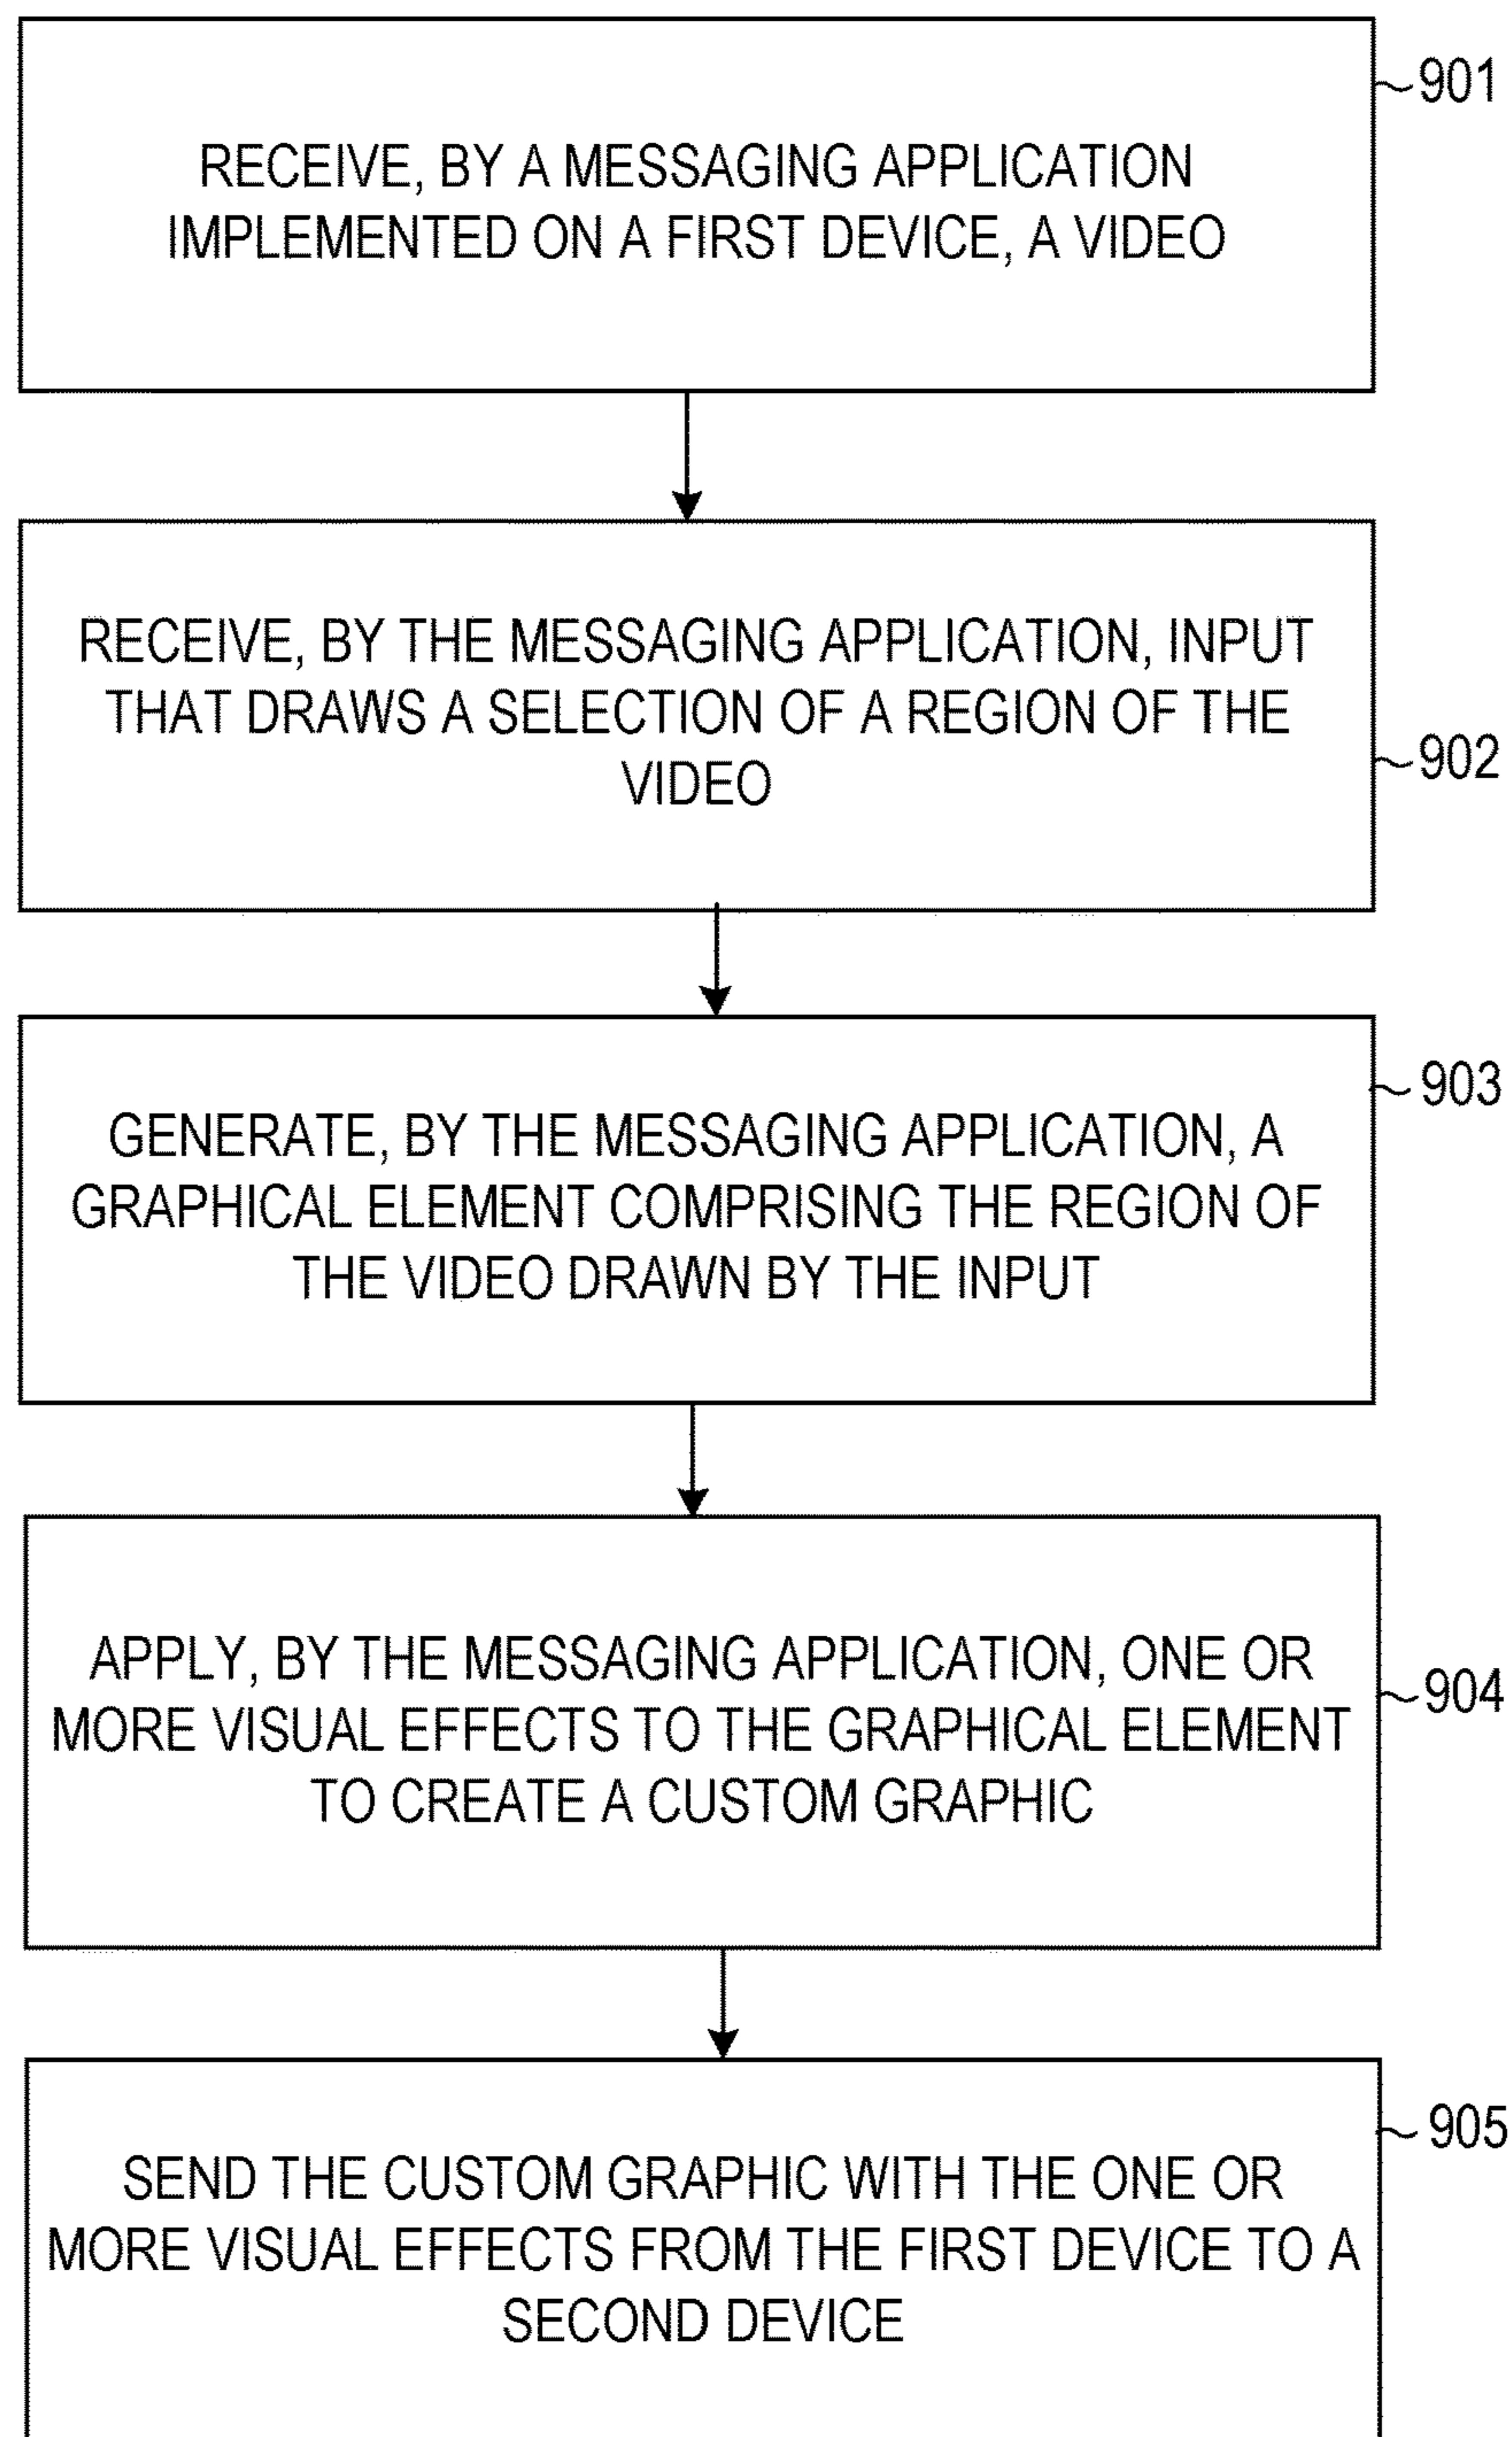 901
RECEIVE, BY A MESSAGING APPLICATION
IMPLEMENTED ON A FIRST DEVICE, A VIDEO
RECEIVE, BY THE MESSAGING APPLICATION, INPUT
THAT DRAWS A SELECTION OF A REGION OF THE
VIDEO
902
903
GENERATE, BY THE MESSAGING APPLICATION, A
GRAPHICAL ELEMENT COMPRISING THE REGION OF
THE VIDEO DRAWN BY THE INPUT
APPLY, BY THE MESSAGING APPLICATION, ONE OR
MORE VISUAL EFFECTS TO THE GRAPHICAL ELEMENT
TO CREATE A CUSTOM GRAPHIC
904
905
SEND THE CUSTOM GRAPHIC WITH THE ONE OR
MORE VISUAL EFFECTS FROM THE FIRST DEVICE TO A
SECOND DEVICE